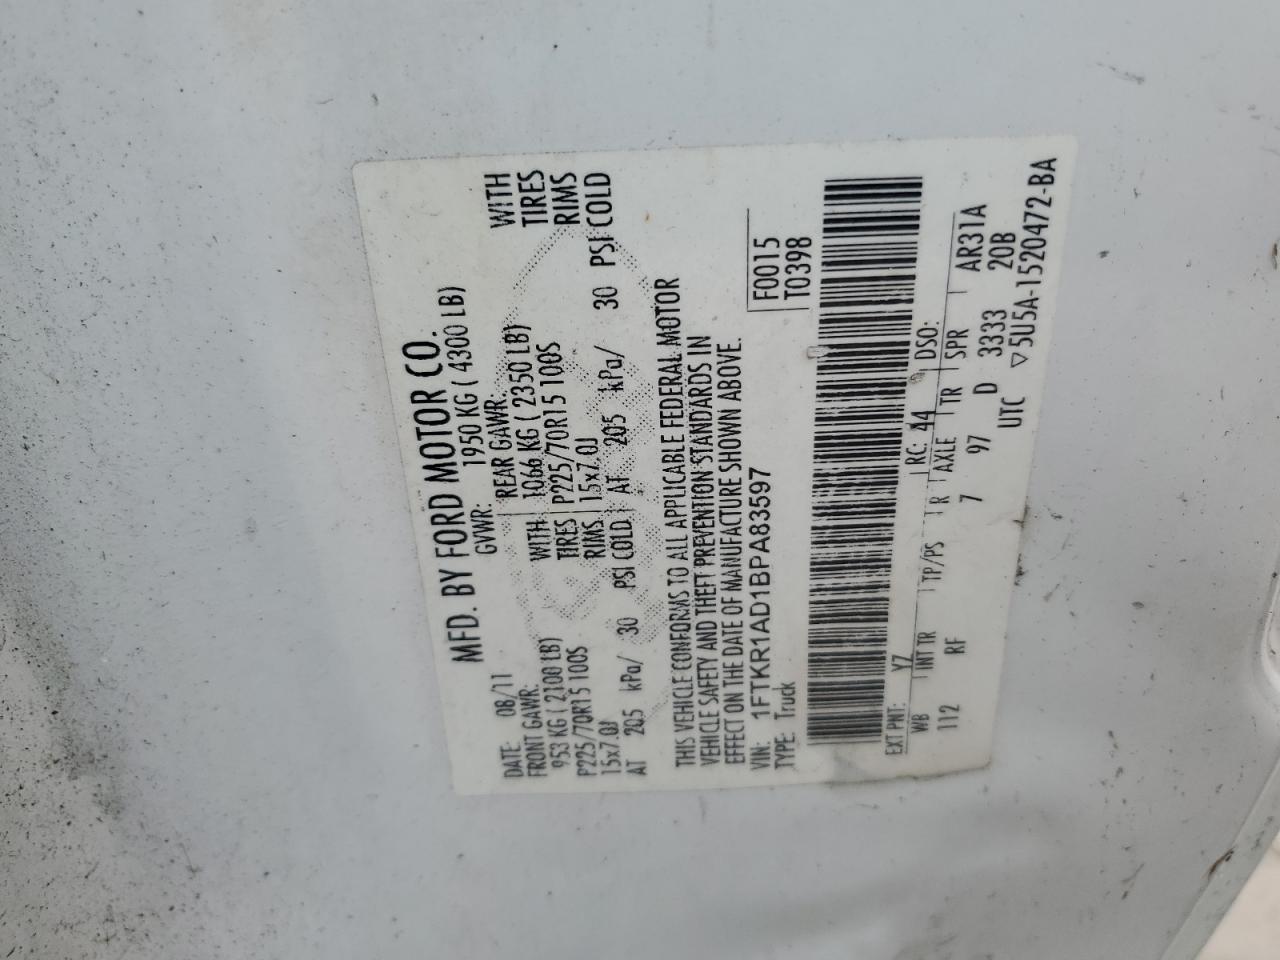 MFD. BY FORD MOTOR CO.
DATE: 08/11 GVWR: 1950 KG ( 4300 LB)
FRONT GAWR: REAR GAWR:
953 KG ( 2100 LB) WITH 1066 KG ( 2350 LB) WITH
P225/70R15 100S TIRES P225/70R15 100S TIRES
15x7.0J RIMS 15x7.0J RIMS
AT 205 kPa/ 30 PSI COLD AT 205 kPa/ 30 PSI COLD
THIS VEHICLE CONFORMS TO ALL APPLICABLE FEDERAL MOTOR
VEHICLE SAFETY AND THEFT PREVENTION STANDARDS IN
EFFECT ON THE DATE OF MANUFACTURE SHOWN ABOVE.
VIN: 1FTKR1AD1BPA83597 F0015
TYPE: Truck T0398
EXT PNT: YZ RC: 44 DSO:
WB INT TR TP/PS R AXLE TR SPR AR31A
112 RF 7 97 D 3333 20B
UTC ▽5U5A-1520472-BA